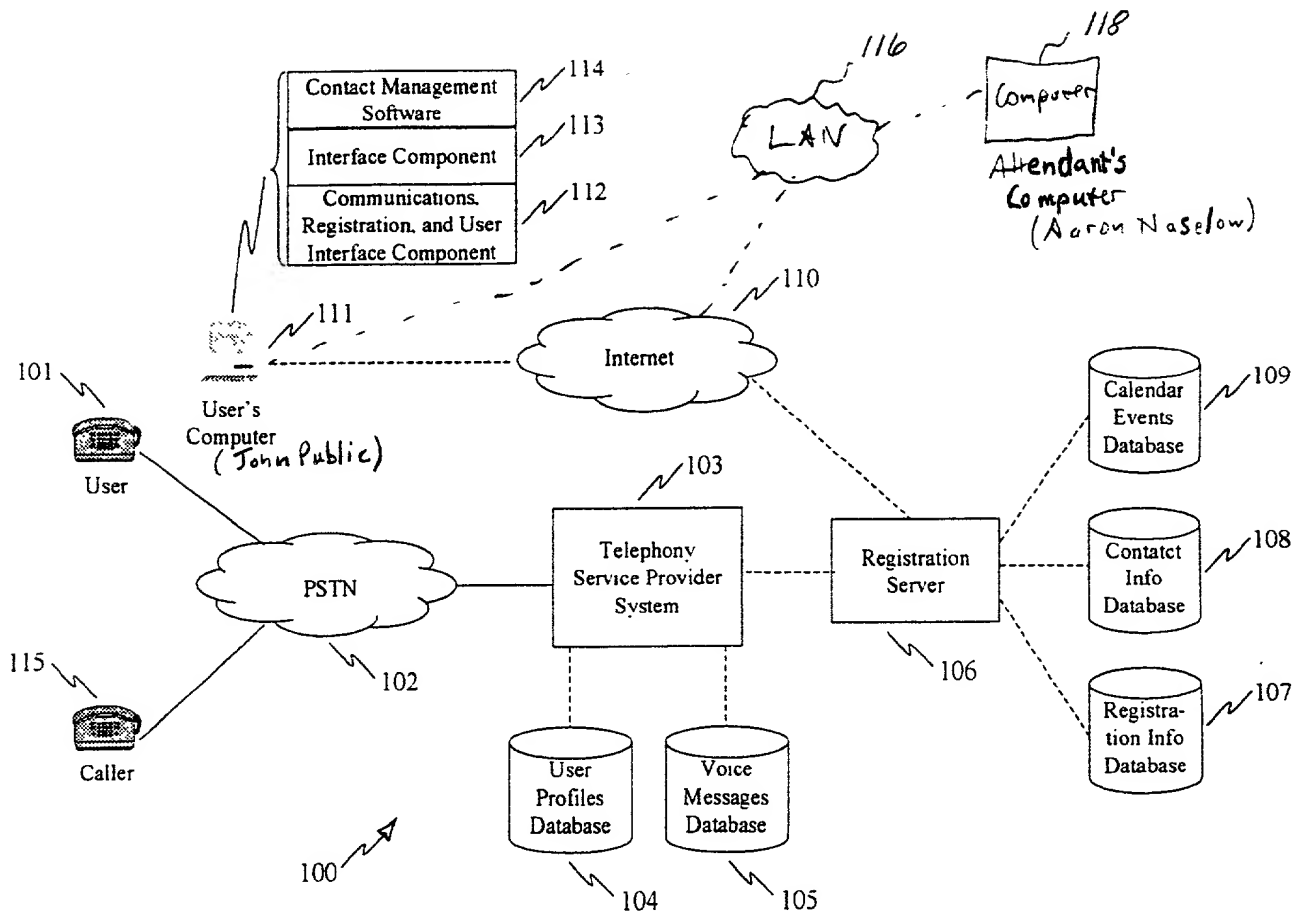 116
118
114
Contact Management
Software
113
Interface Component
112
Communications,
Registration, and User
Interface Component
LAN
Computer
Attendant's
Computer
(Aaron Naselow)
110
111
Internet
101
User's
Computer
(John Public)
User
109
Calendar
Events
Database
103
Telephony
Service Provider
System
Registration
Server
108
Contatct
Info
Database
PSTN
102
106
115
Caller
107
Registra-
tion Info
Database
User
Profiles
Database
Voice
Messages
Database
100
104
105